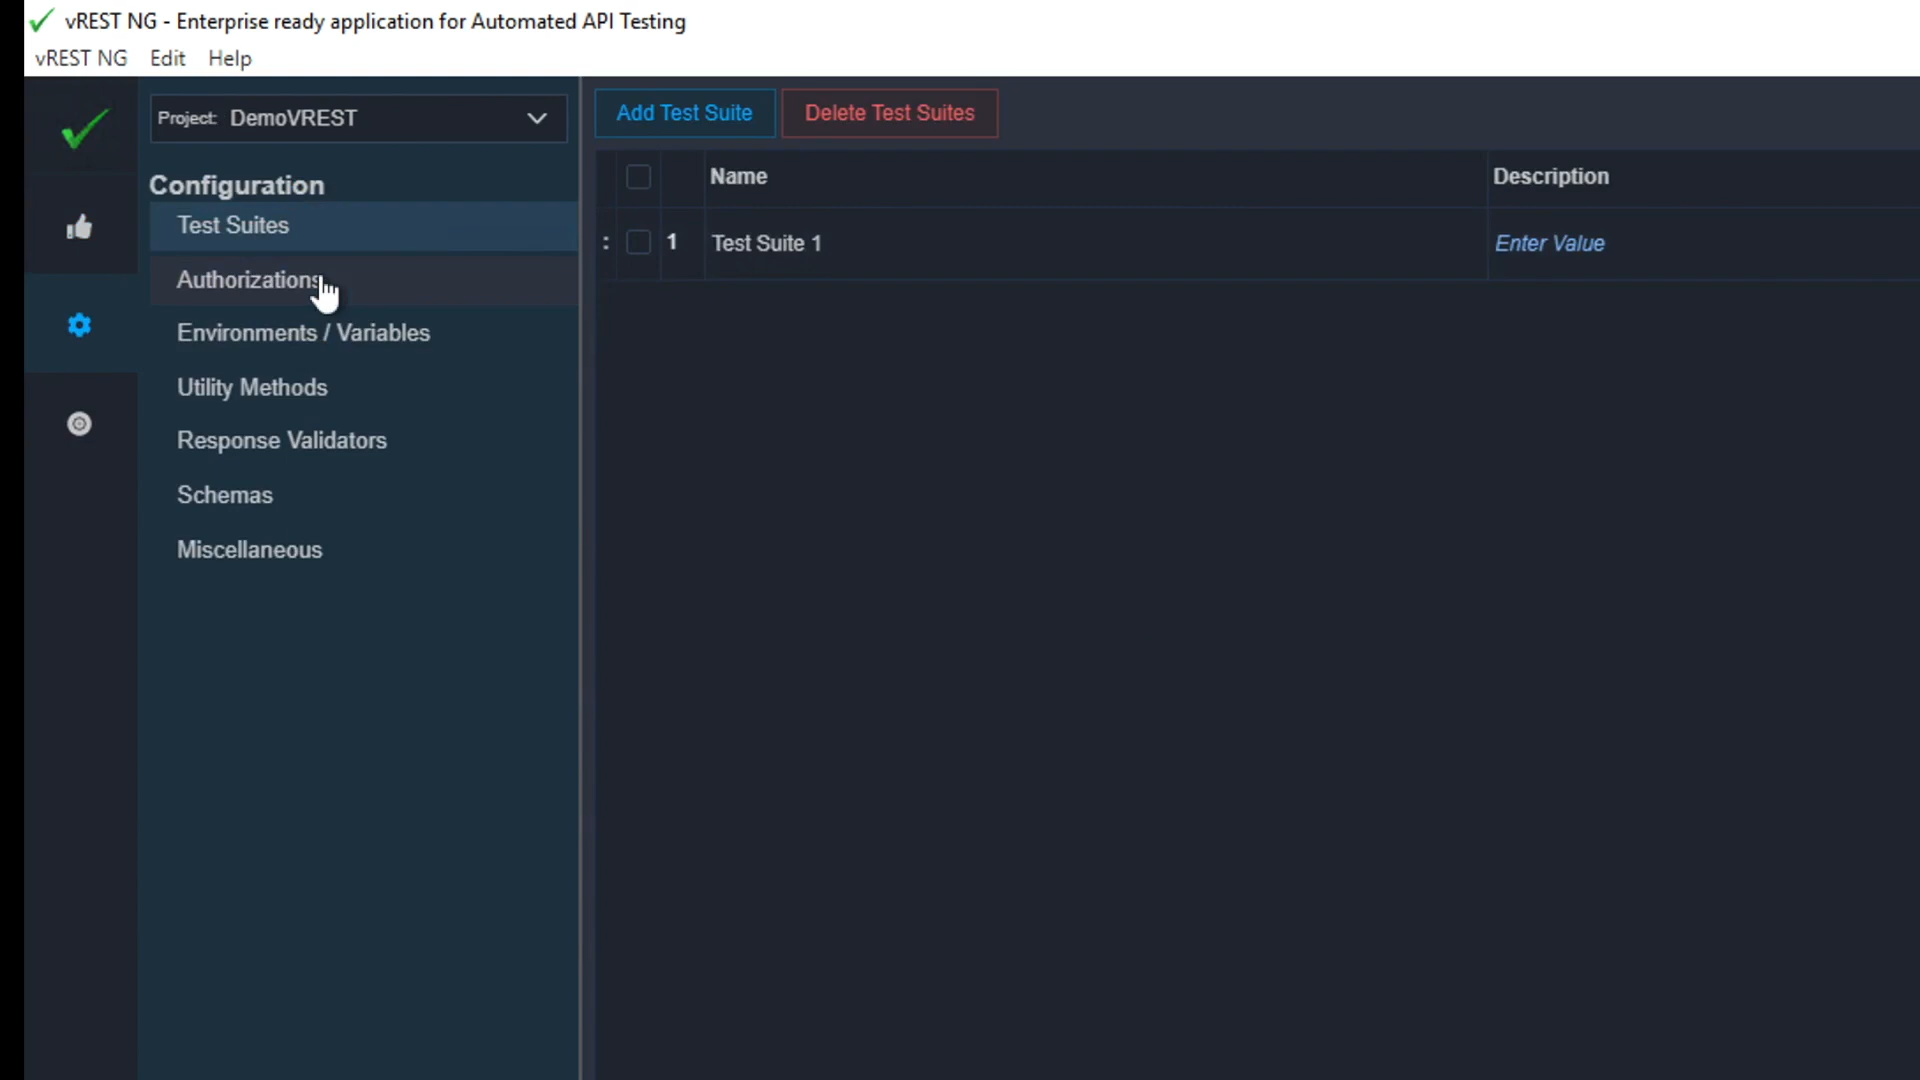 vREST NG - Enterprise ready application for Automated API Testing
vREST NG Edit Help
Project: DemoVREST
Add Test Suite Delete Test Suites
Configuration
Name Description
Test Suites
: 1 Test Suite 1 Enter Value
Authorizations
Environments / Variables
Utility Methods
Response Validators
Schemas
Miscellaneous